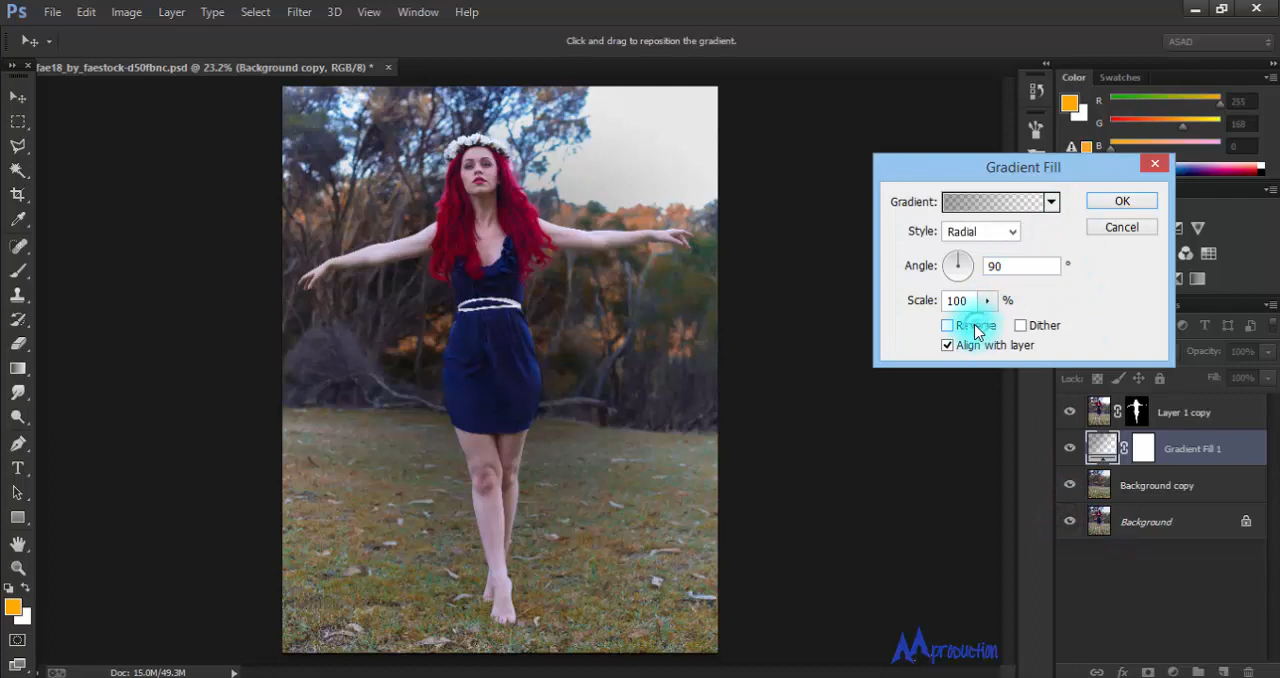 Ps File Edit Image Layer Type Select Filter 3D View Window Help
Click and drag to reposition the gradient.
ASAD
fae18_by_faestock-d50fbnc.psd @ 23.2% (Background copy, RGB/8) *
Color Swatches
R 255
G 168
B 0
Gradient Fill
Gradient:
OK
Style: Radial
Cancel
Angle: 90 °
Scale: 100 %
Reverse Dither
Align with layer
Opacity: 100%
Lock: Fill: 100%
Layer 1 copy
Gradient Fill 1
Background copy
Background
production
Doc: 15.0M/49.3M